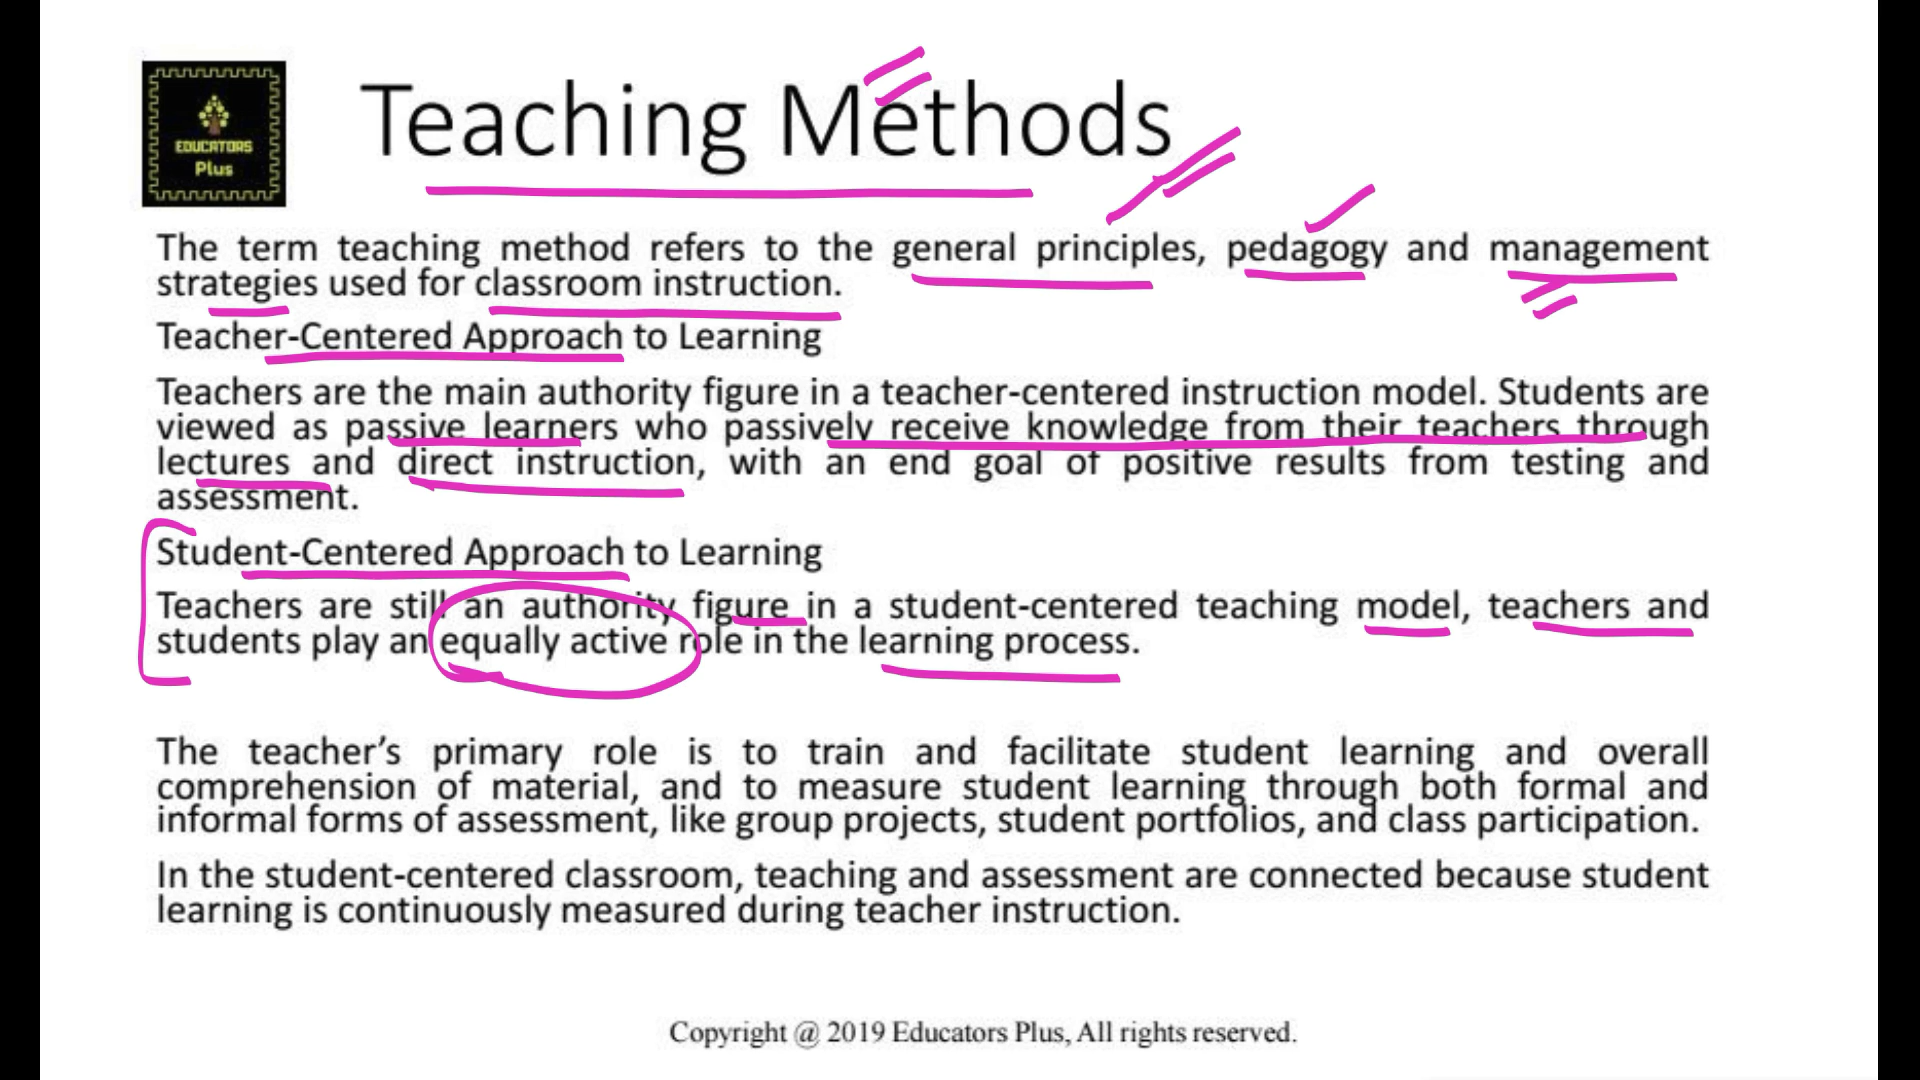 EDUCATORS
Plus
Teaching Methods
The term teaching method refers to the general principles, pedagogy and management
strategies used for classroom instruction.
Teacher-Centered Approach to Learning
Teachers are the main authority figure in a teacher-centered instruction model. Students are
viewed as passive learners who passively receive knowledge from their teachers through
lectures and direct instruction, with an end goal of positive results from testing and
assessment.
Student-Centered Approach to Learning
Teachers are still an authority figure in a student-centered teaching model, teachers and
students play an equally active role in the learning process.
The teacher’s primary role is to train and facilitate student learning and overall
comprehension of material, and to measure student learning through both formal and
informal forms of assessment, like group projects, student portfolios, and class participation.
In the student-centered classroom, teaching and assessment are connected because student
learning is continuously measured during teacher instruction.
Copyright @ 2019 Educators Plus, All rights reserved.